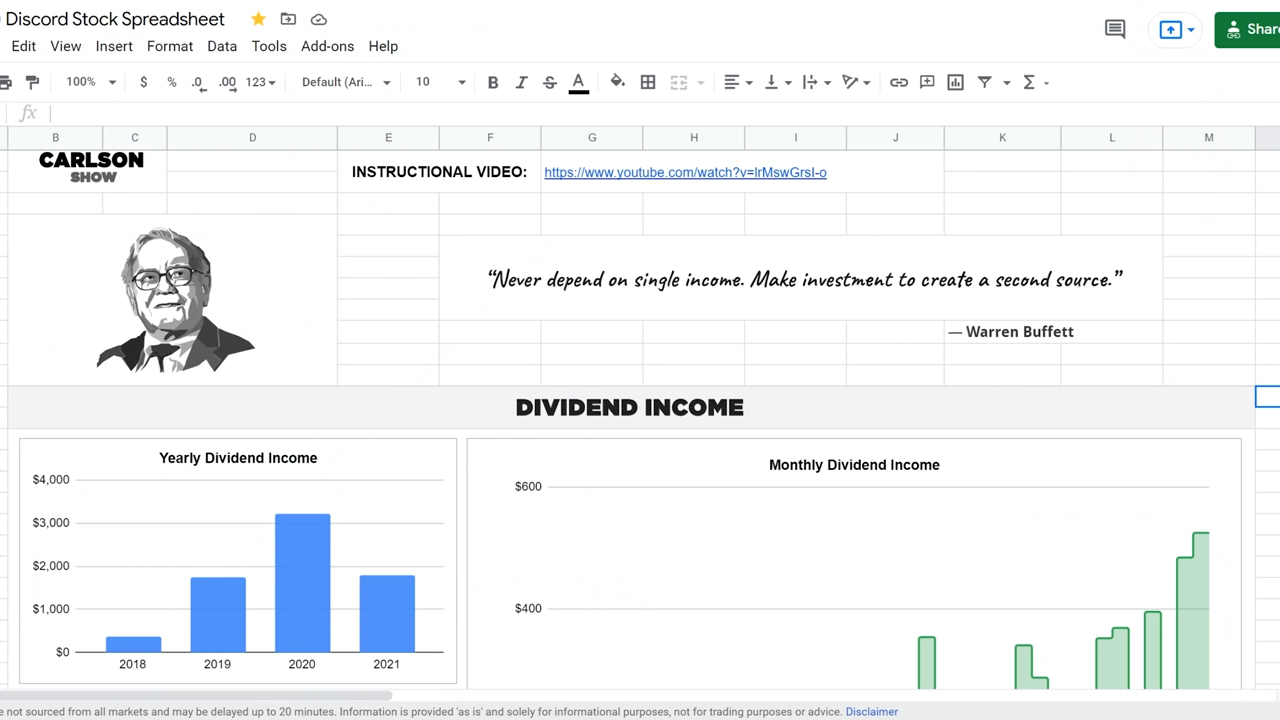 Discord Stock Spreadsheet
Edit View Insert Format Data Tools Add-ons Help
Share
100% $ % .0 .00 123 Default (Ari... 10 B I S A Σ
fx
B C D E F G H I J K L M
CARLSON
SHOW
INSTRUCTIONAL VIDEO: https://www.youtube.com/watch?v=lrMswGrsI-o
“Never depend on single income. Make investment to create a second source.”
— Warren Buffett
DIVIDEND INCOME
Yearly Dividend Income
$4,000
$3,000
$2,000
$1,000
$0
2018 2019 2020 2021
Monthly Dividend Income
$600
$400
e not sourced from all markets and may be delayed up to 20 minutes. Information is provided 'as is' and solely for informational purposes, not for trading purposes or advice. Disclaimer